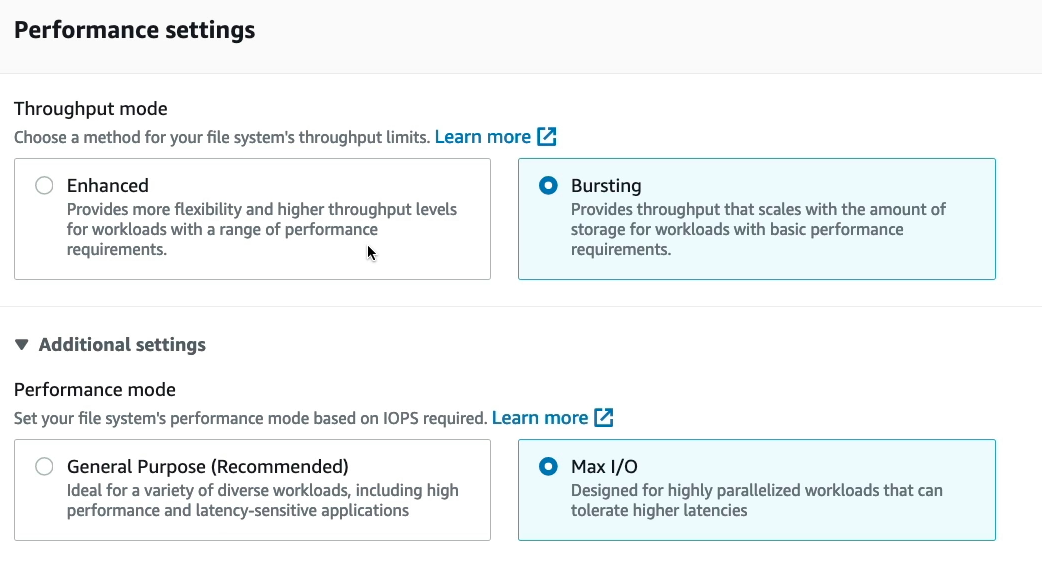 Performance settings
Throughput mode
Choose a method for your file system's throughput limits. Learn more
Enhanced
Provides more flexibility and higher throughput levels
for workloads with a range of performance
requirements.
Bursting
Provides throughput that scales with the amount of
storage for workloads with basic performance
requirements.
Additional settings
Performance mode
Set your file system's performance mode based on IOPS required. Learn more
General Purpose (Recommended)
Ideal for a variety of diverse workloads, including high
performance and latency-sensitive applications
Max I/O
Designed for highly parallelized workloads that can
tolerate higher latencies